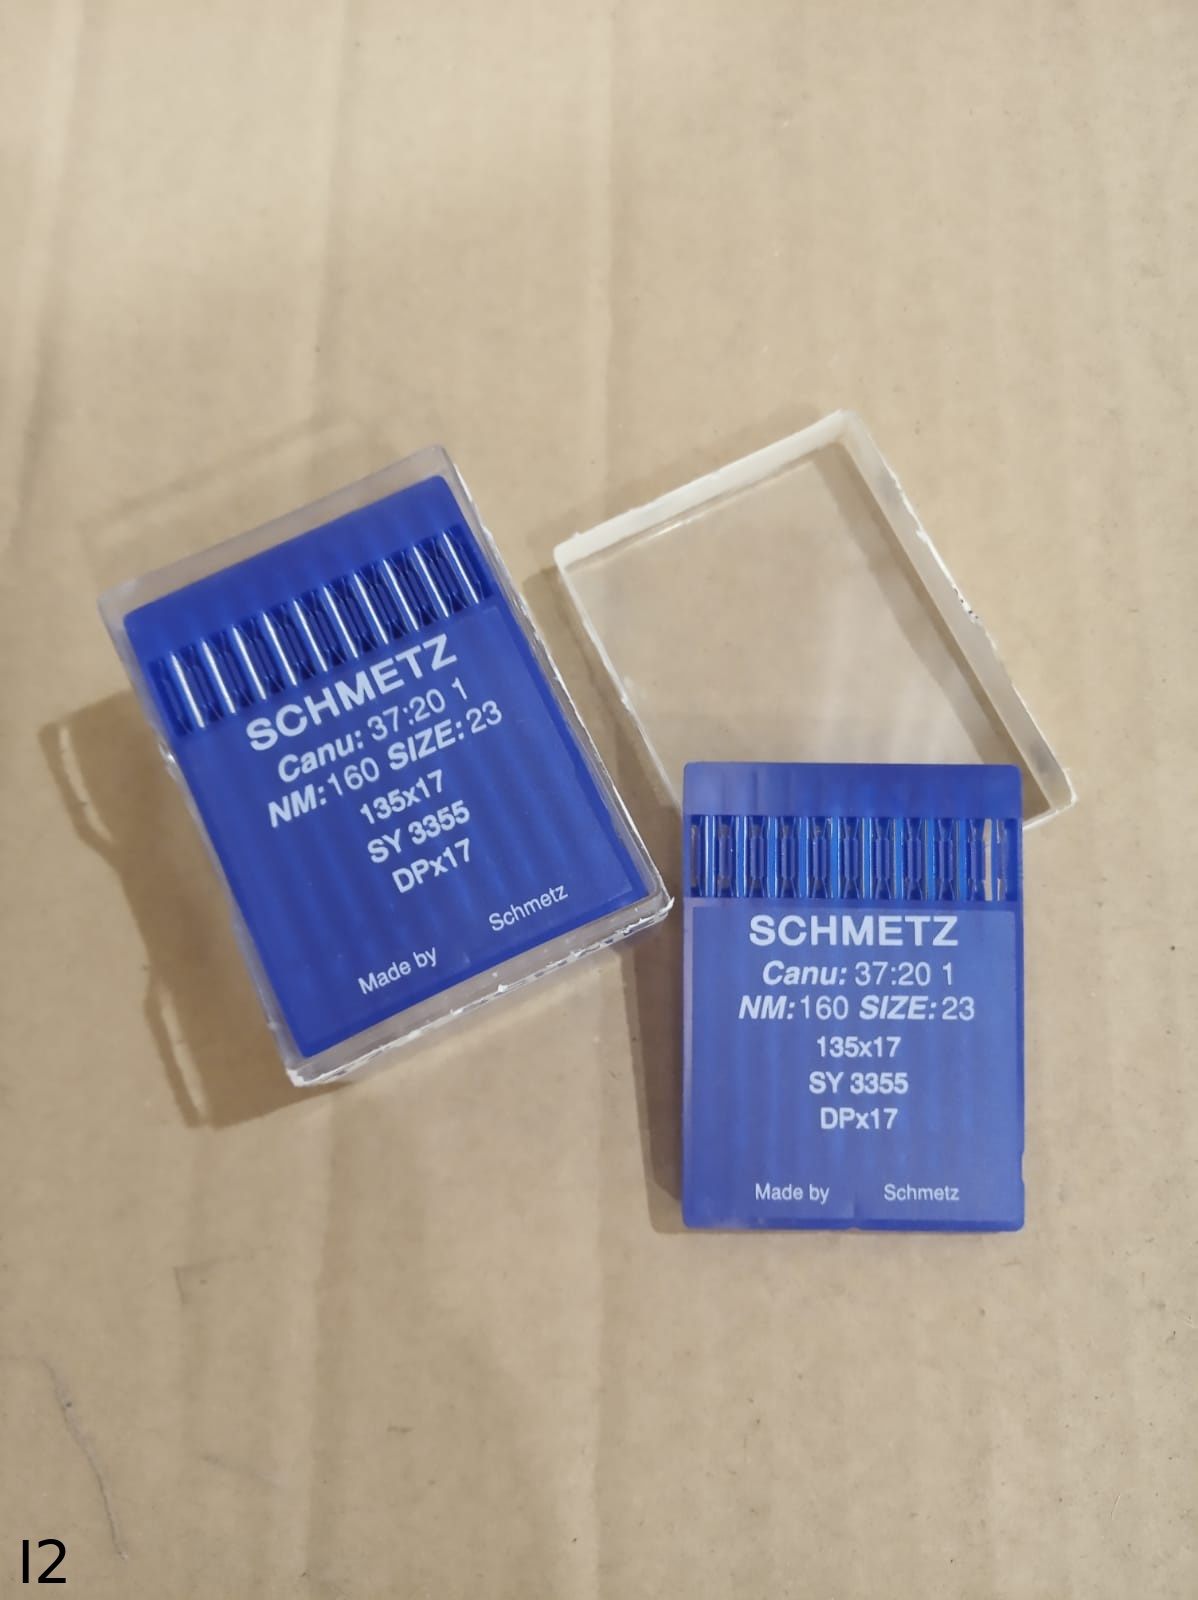 SCHMETZ
Canu: 37:20 1
NM:160 SIZE:23
135x17
SY 3355
DPx17
Made by Schmetz
SCHMETZ
Canu: 37:20 1
NM:160 SIZE:23
135x17
SY 3355
DPx17
Made by Schmetz
I2